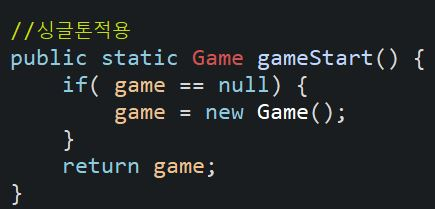 //싱글톤적용
public static Game gameStart() {
    if( game == null) {
        game = new Game();
    }
    return game;
}